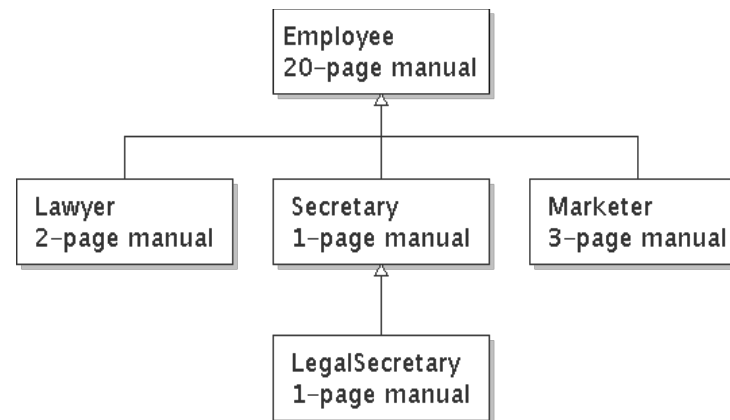 Employee
20-page manual
Lawyer
2-page manual
Secretary
1-page manual
Marketer
3-page manual
LegalSecretary
1-page manual